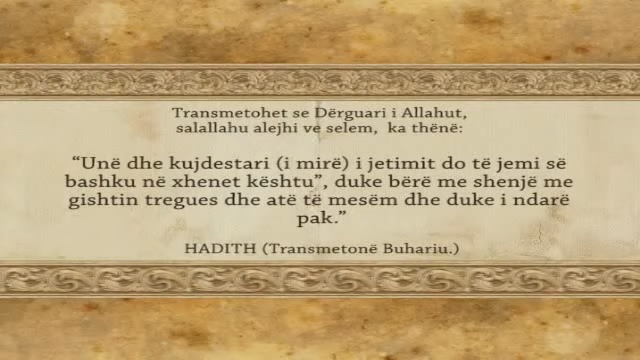 Transmetohet se Dërguari i Allahut,
salallahu alejhi ve selem, ka thënë:
“Unë dhe kujdestari (i mirë) i jetimit do të jemi së
bashku në xhenet kështu”, duke bërë me shenjë me
gishtin tregues dhe atë të mesëm dhe duke i ndarë
pak.”
HADITH (Transmetonë Buhariu.)